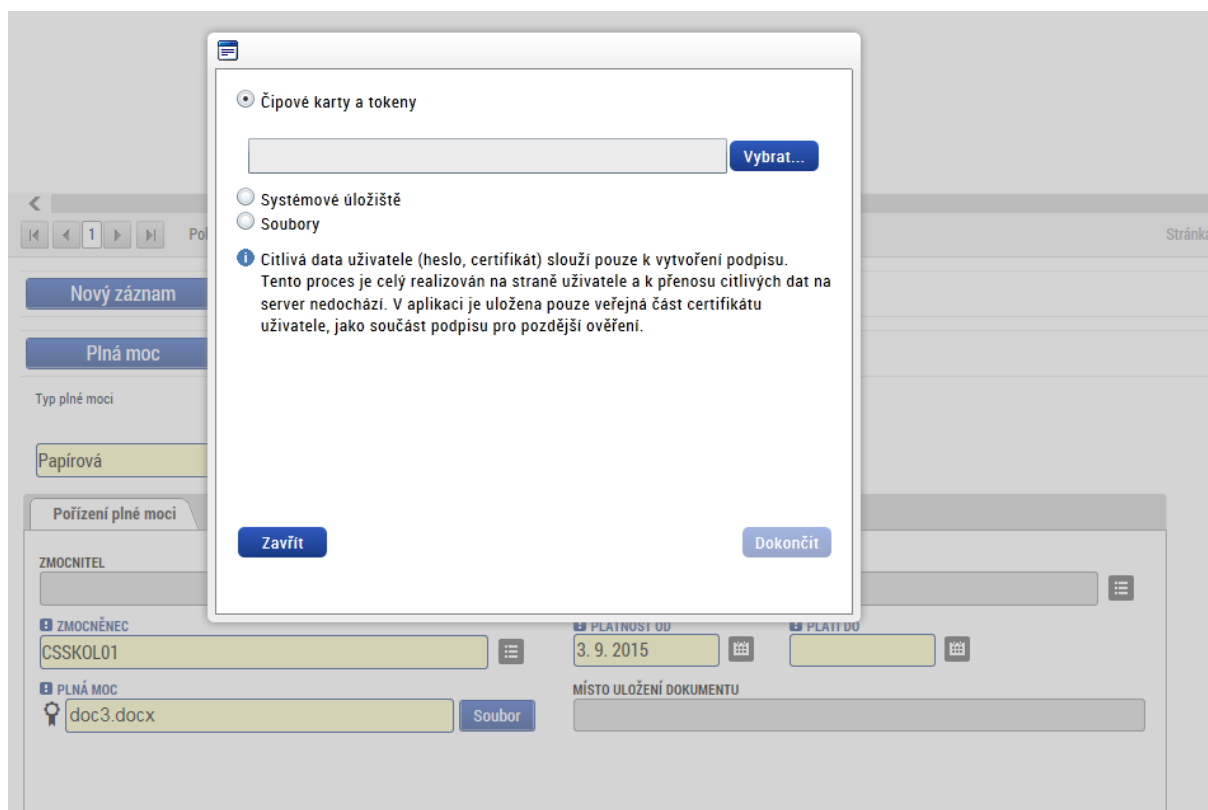 Čipové karty a tokeny
Vybrat...
Systémové úložiště
Soubory
1
Stránka
Citlivá data uživatele (heslo, certifikát) slouží pouze k vytvoření podpisu.
Tento proces je celý realizován na straně uživatele a k přenosu citlivých dat na
server nedochází. V aplikaci je uložena pouze veřejná část certifikátu
uživatele, jako součást podpisu pro pozdější ověření.
Nový záznam
Plná moc
Typ plné moci
Papírová
Pořízení plné moci
Zavřít
Dokončit
ZMOCNITEL
ZMOCNĚNEC
PLATNOST OD
PLATÍ DO
CSSKOL01
3. 9. 2015
PLNÁ MOC
MÍSTO ULOŽENÍ DOKUMENTU
doc3.docx
Soubor